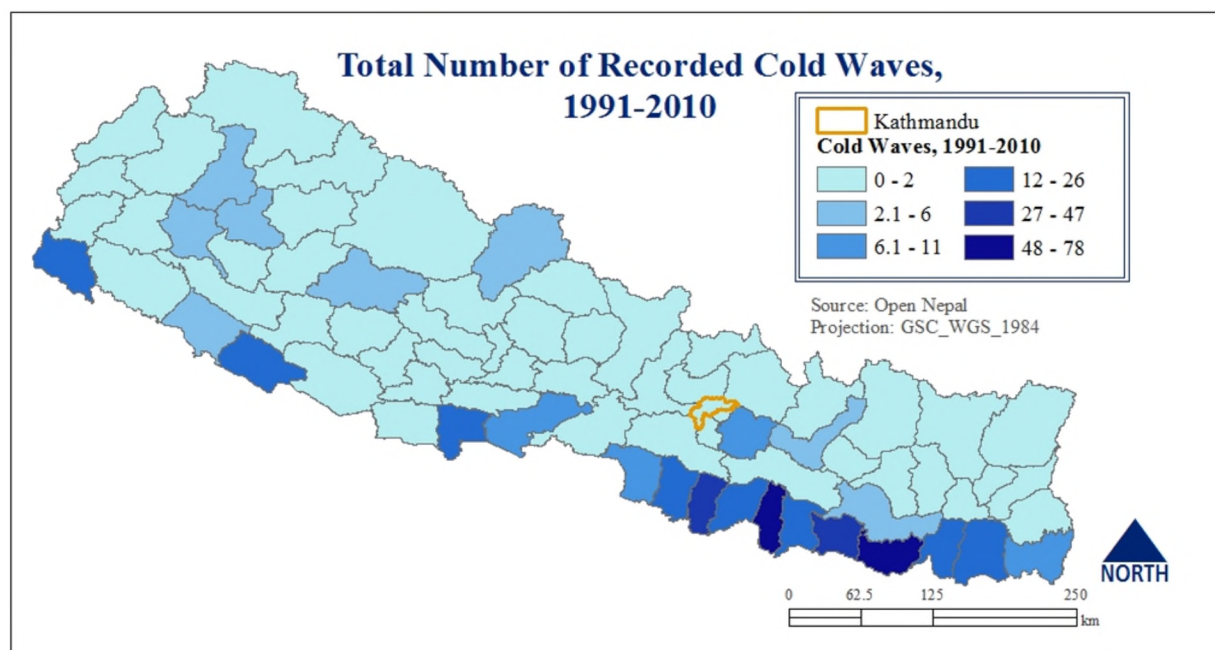 Total Number of Recorded Cold Waves,
1991-2010
Kathmandu
Cold Waves, 1991-2010
0 - 2
12 - 26
2.1 - 6
27 - 47
6.1 - 11
48 - 78
Source: Open Nepal
Projection: GSC_WGS_1984
NORTH
0 62.5 125 250
km